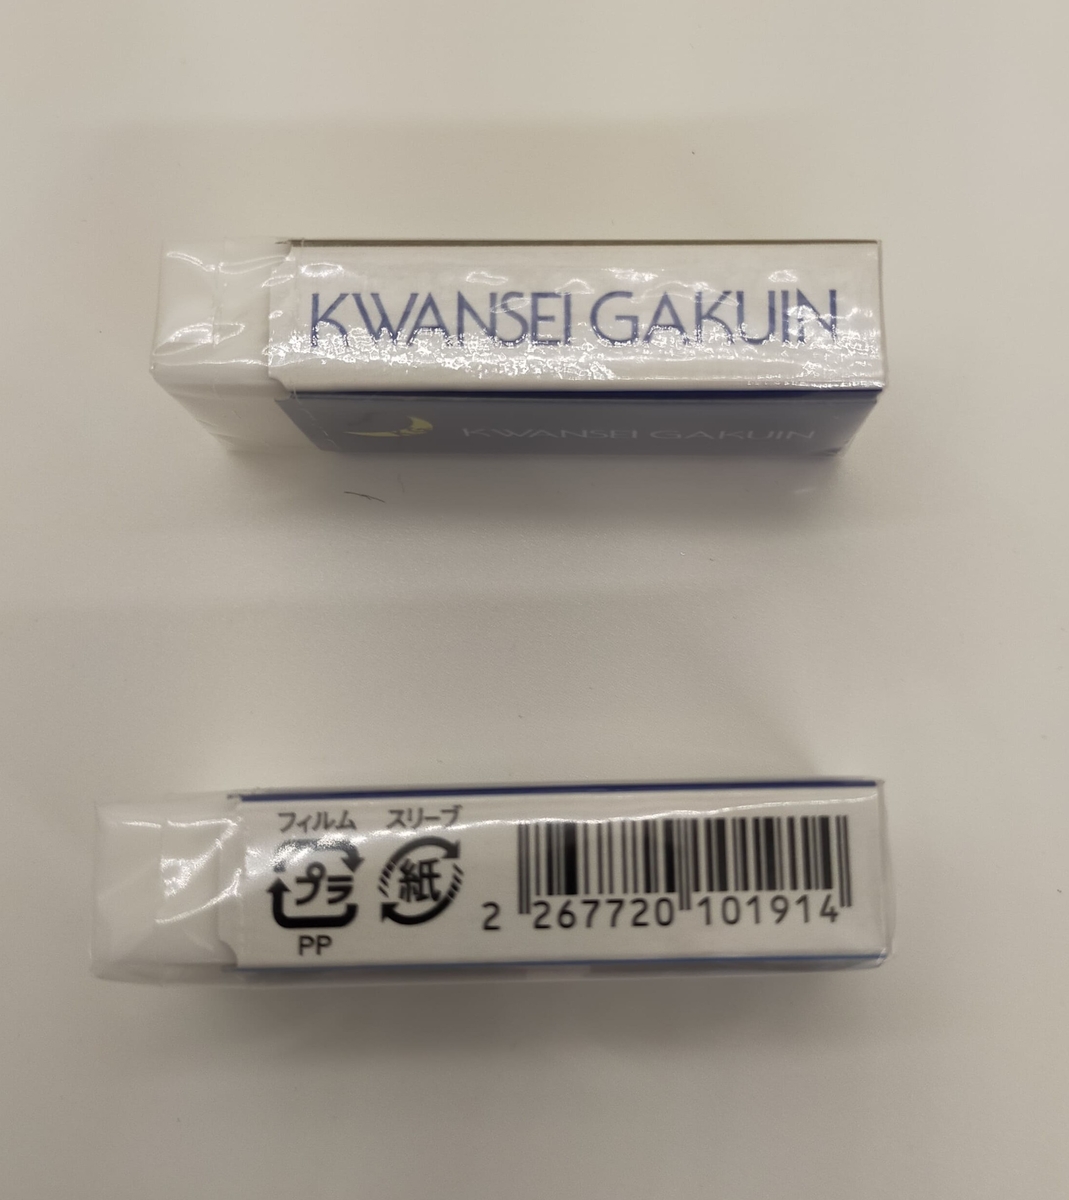 KWANSEI GAKUIN
KWANSEI GAKUIN
フィルム スリーブ
プラ 紙
PP
2 267720 101914